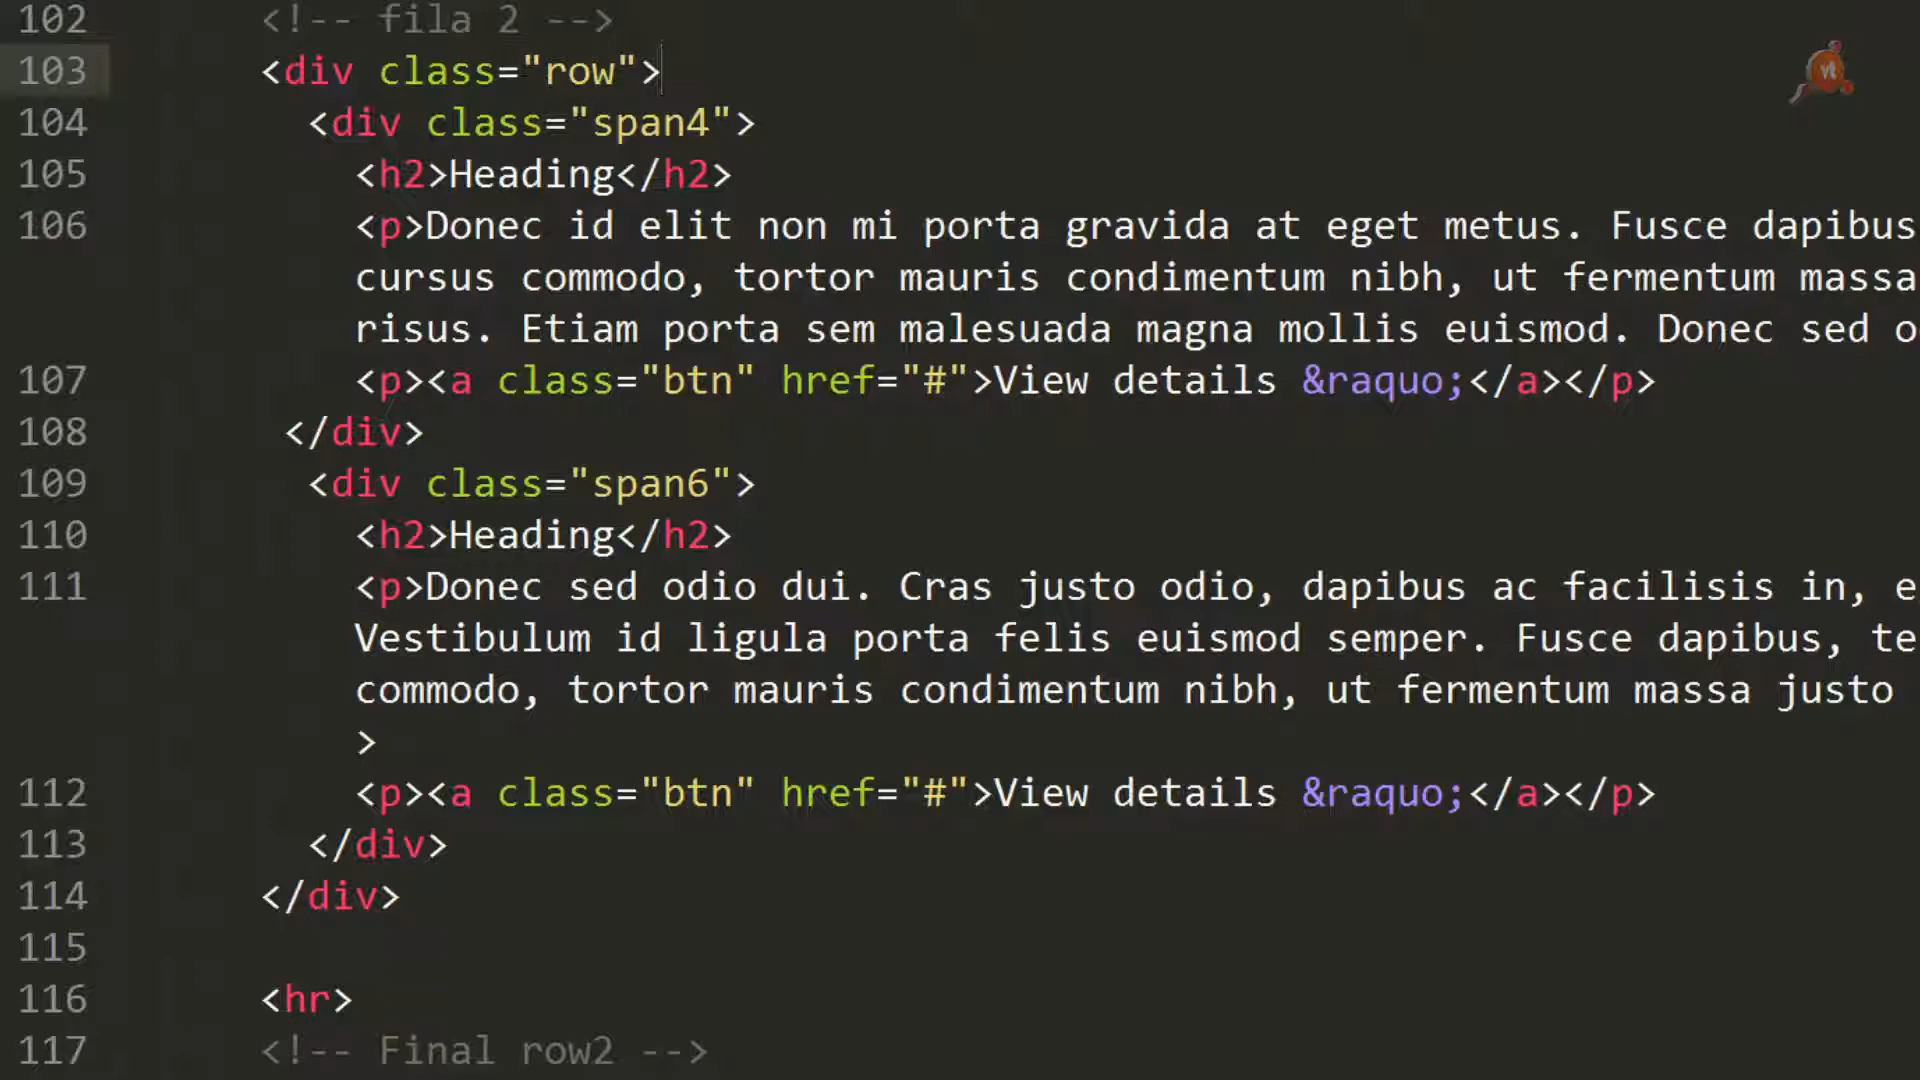 102 <!-- fila 2 -->
103 <div class="row">
104 <div class="span4">
105 <h2>Heading</h2>
106 <p>Donec id elit non mi porta gravida at eget metus. Fusce dapibus
cursus commodo, tortor mauris condimentum nibh, ut fermentum massa
risus. Etiam porta sem malesuada magna mollis euismod. Donec sed o
107 <p><a class="btn" href="#">View details &raquo;</a></p>
108 </div>
109 <div class="span6">
110 <h2>Heading</h2>
111 <p>Donec sed odio dui. Cras justo odio, dapibus ac facilisis in, e
Vestibulum id ligula porta felis euismod semper. Fusce dapibus, te
commodo, tortor mauris condimentum nibh, ut fermentum massa justo
>
112 <p><a class="btn" href="#">View details &raquo;</a></p>
113 </div>
114 </div>
115
116 <hr>
117 <!-- Final row2 -->
vt